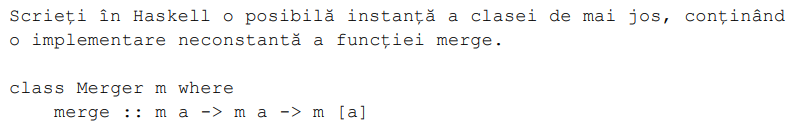 Scrieți în Haskell o posibilă instanță a clasei de mai jos, conținând
o implementare neconstantă a funcției merge.
class Merger m where
    merge :: m a -> m a -> m [a]